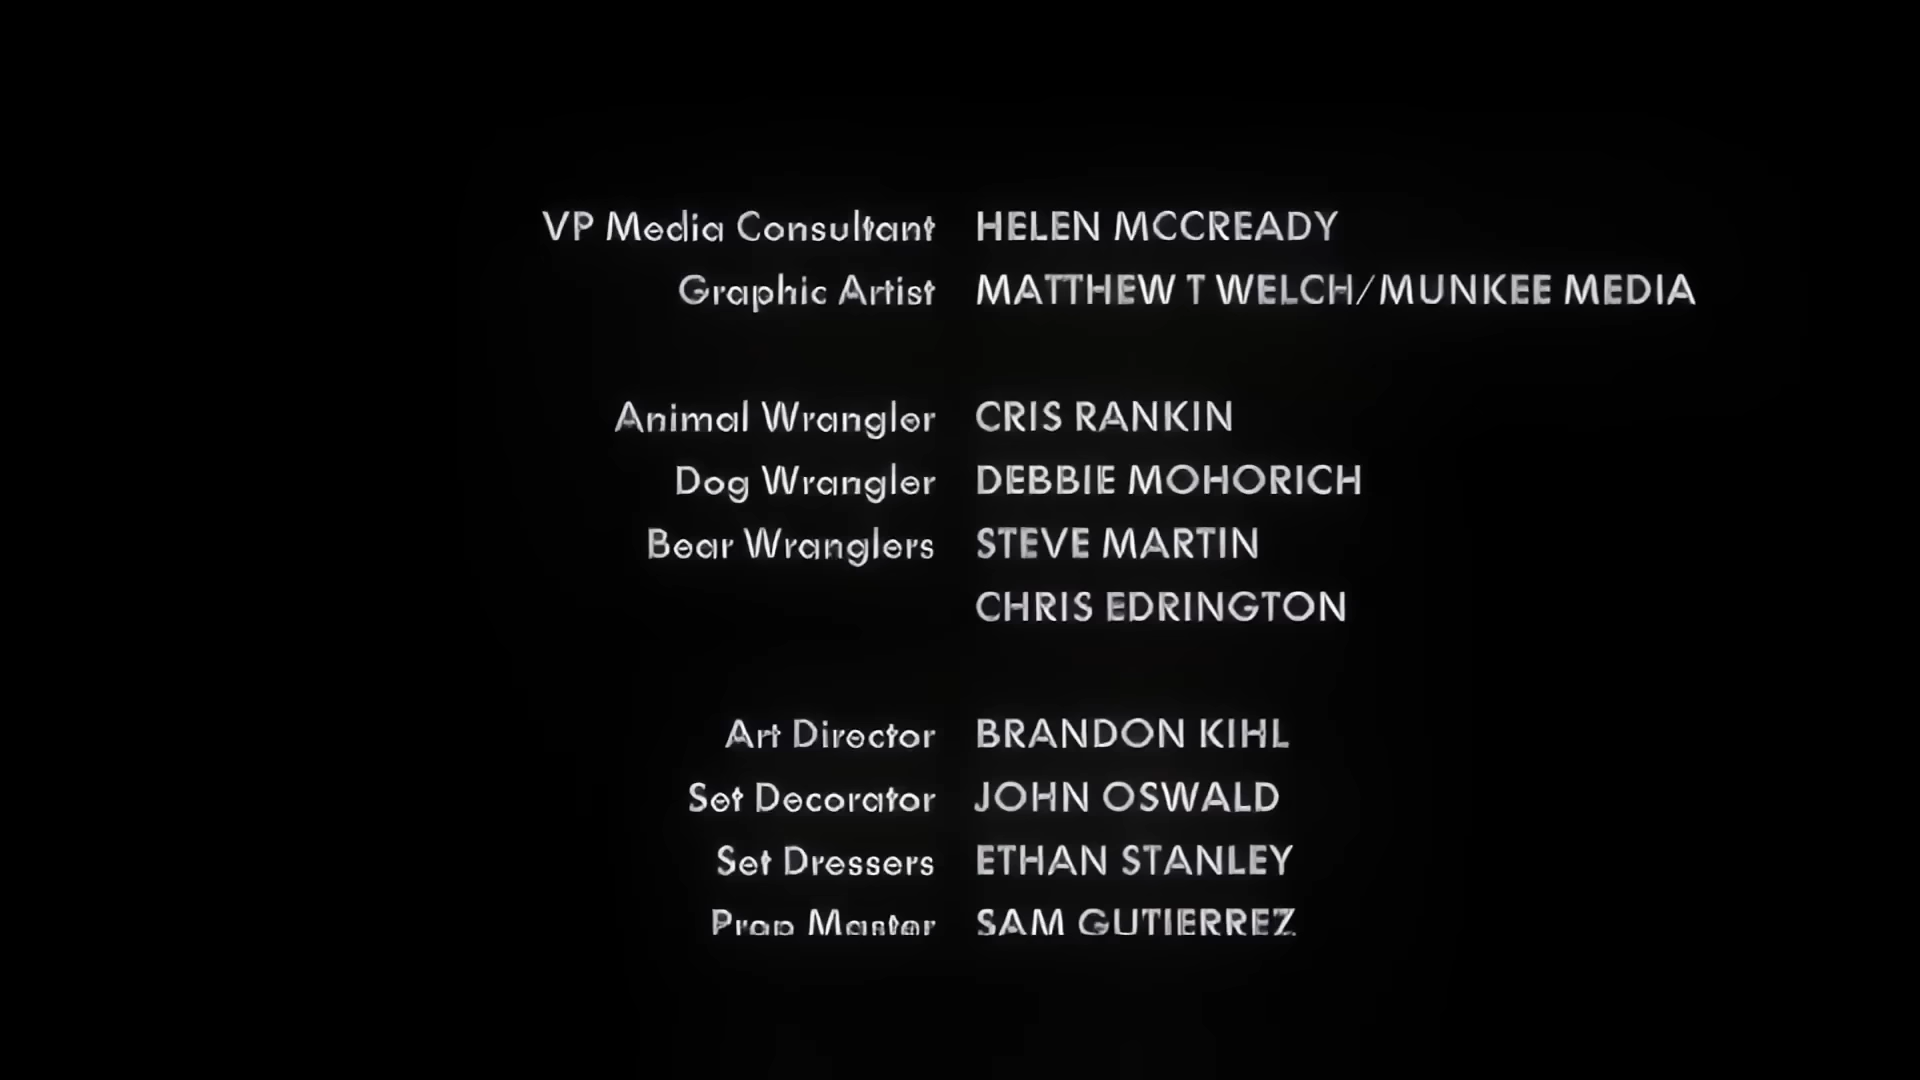 VP Media Consultant HELEN MCCREADY
Graphic Artist MATTHEW T WELCH/MUNKEE MEDIA
Animal Wrangler CRIS RANKIN
Dog Wrangler DEBBIE MOHORICH
Bear Wranglers STEVE MARTIN
CHRIS EDRINGTON
Art Director BRANDON KIHL
Set Decorator JOHN OSWALD
Set Dressers ETHAN STANLEY
Prop Master SAM GUTIERREZ